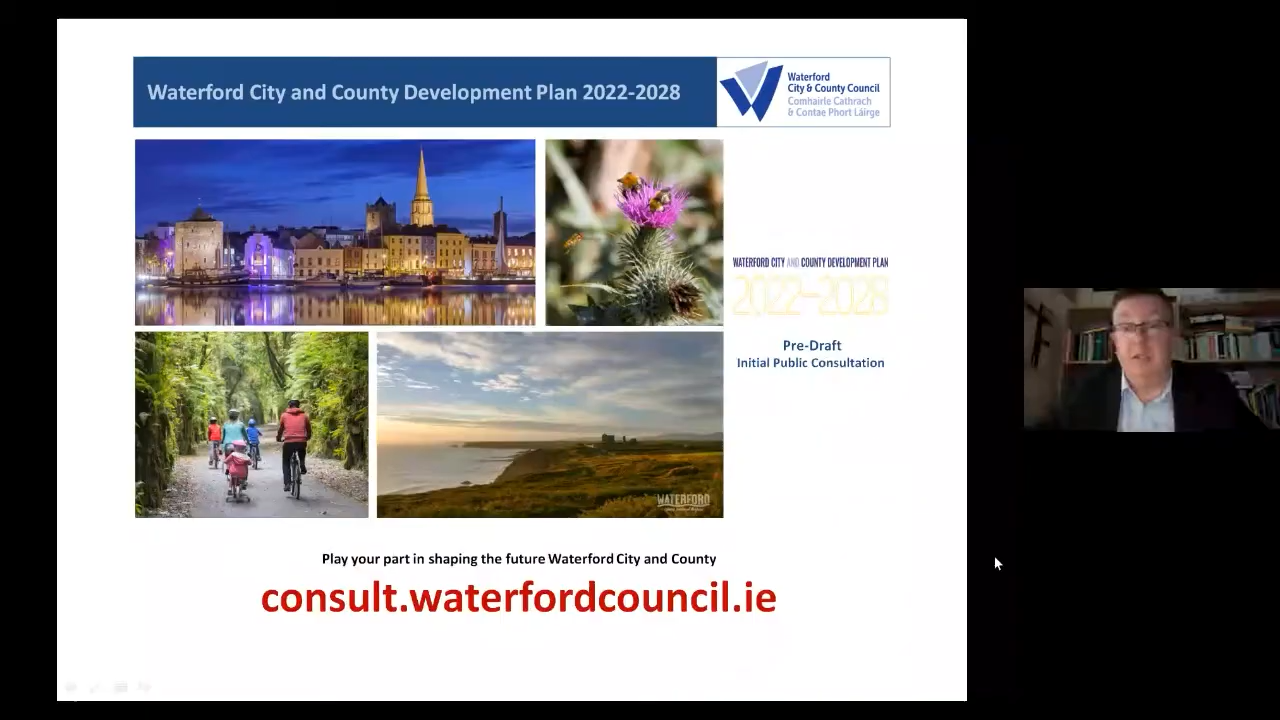 Waterford City and County Development Plan 2022-2028
Waterford
City & County Council
Comhairle Cathrach
& Contae Phort Láirge
WATERFORD CITY AND COUNTY DEVELOPMENT PLAN
2022-2028
Pre-Draft
Initial Public Consultation
WATERFORD
Play your part in shaping the future Waterford City and County
consult.waterfordcouncil.ie